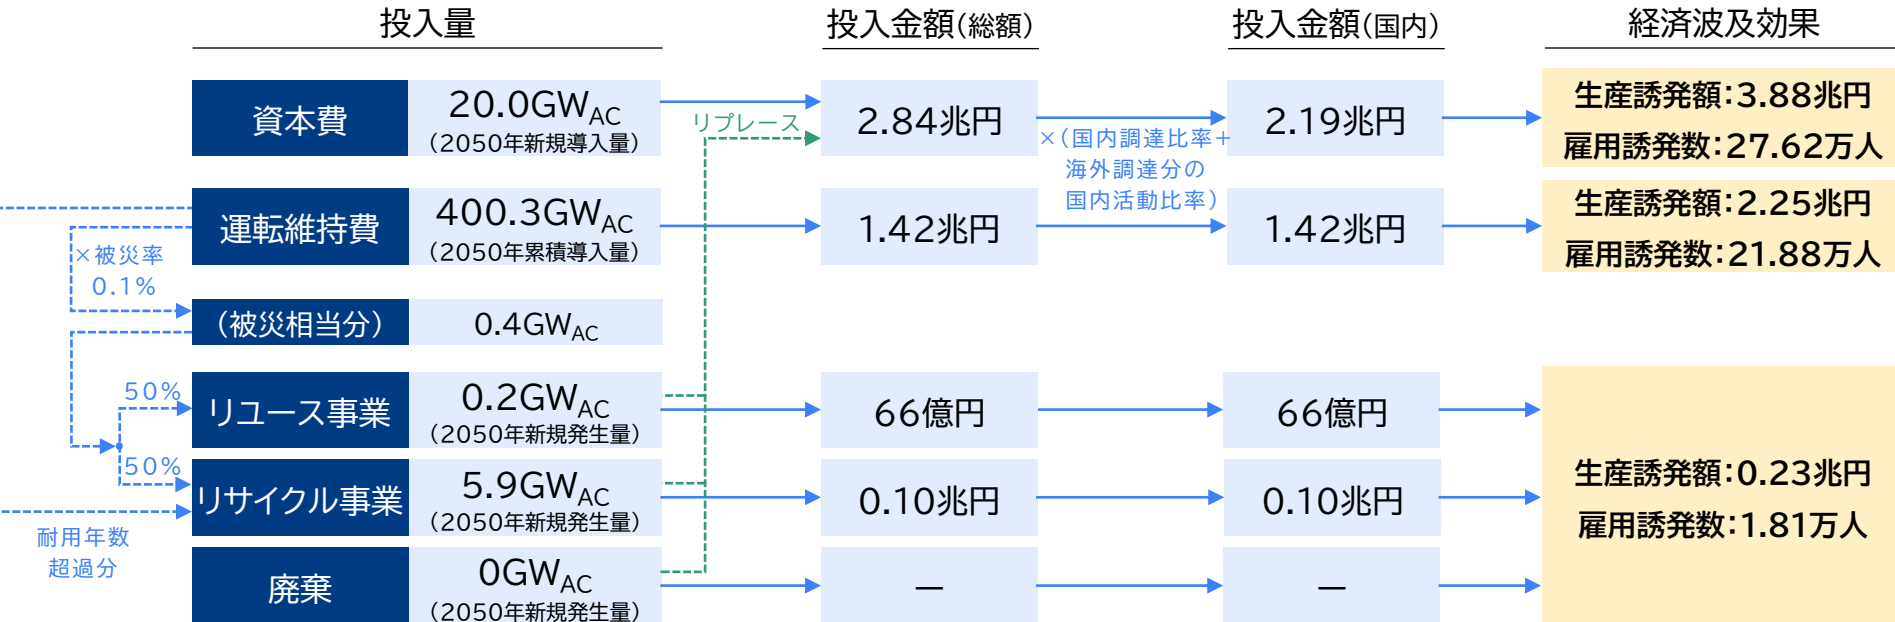 投入量
投入金額(総額)
投入金額(国内)
経済波及効果
資本費
20.0GWAC
(2050年新規導入量)
リプレース
2.84兆円
×(国内調達比率+
海外調達分の
国内活動比率)
2.19兆円
生産誘発額:3.88兆円
雇用誘発数:27.62万人
運転維持費
400.3GWAC
(2050年累積導入量)
1.42兆円
1.42兆円
生産誘発額:2.25兆円
雇用誘発数:21.88万人
×被災率
0.1%
(被災相当分)
0.4GWAC
50%
リユース事業
0.2GWAC
(2050年新規発生量)
66億円
66億円
50%
リサイクル事業
5.9GWAC
(2050年新規発生量)
0.10兆円
0.10兆円
生産誘発額:0.23兆円
雇用誘発数:1.81万人
耐用年数
超過分
廃棄
0GWAC
(2050年新規発生量)
―
―